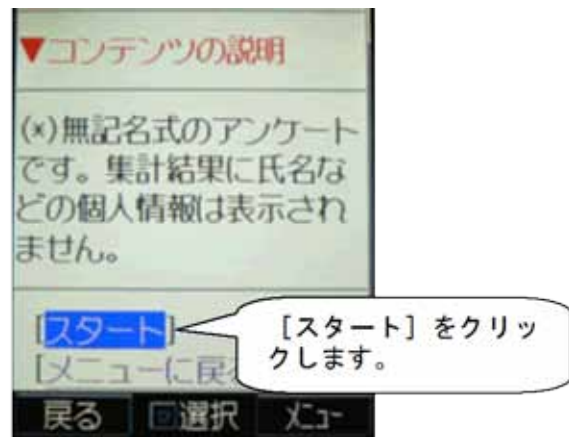 ▼コンテンツの説明
(*)無記名式のアンケート
です。集計結果に氏名な
どの個人情報は表示され
ません。
[スタート]
[メニューに戻
[スタート] をクリッ
クします。
戻る 選択 メニュー